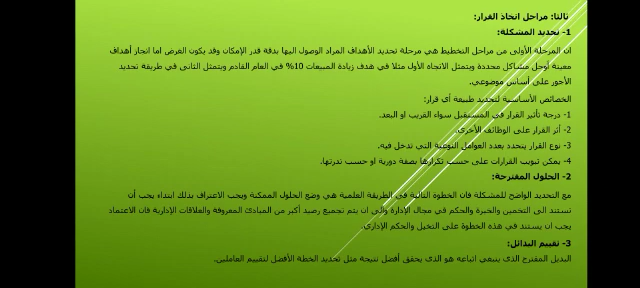 ثالثا: مراحل اتخاذ القرار:
1- تحديد المشكلة:
ان المرحلة الأولى من مراحل التخطيط هي مرحلة تحديد الأهداف المراد الوصول اليها بدقة قدر الإمكان وقد يكون الغرض اما انجاز أهداف
معينة أوحل مشاكل محددة ويتمثل الاتجاه الأول مثلا في هدف زيادة المبيعات 10% في العام القادم ويتمثل الثاني في طريقة تحديد
الأجور على أساس موضوعي.
الخصائص الأساسية لتحديد طبيعة أي قرار:
1- درجة تأثير القرار في المستقبل سواء القريب او البعد.
2- أثر القرار على الوظائف الأخرى.
3- نوع القرار يتحدد بعدد العوامل النوعية التي تدخل فيه.
4- يمكن تبويب القرارات على حسب تكرارها بصفة دورية او حسب ندرتها.
2- الحلول المقترحة:
مع التحديد الواضح للمشكلة فان الخطوة الثانية في الطريقة العلمية هي وضع الحلول الممكنة ويجب الاعتراف بذلك ابتداء يجب أن
تستند الى التخمين والخبرة والحكم في مجال الإدارة والى ان يتم تجميع رصيد أكبر من المبادئ المعروفة والعلاقات الإدارية فان الاعتماد
يجب ان يستند في هذه الخطوة على التخيل والحكم الإداري.
3- تقييم البدائل:
البديل المقترح الذي ينبغي اتباعه هو الذي يحقق أفضل نتيجة مثل تحديد الخطة الأفضل لتقييم العاملين.